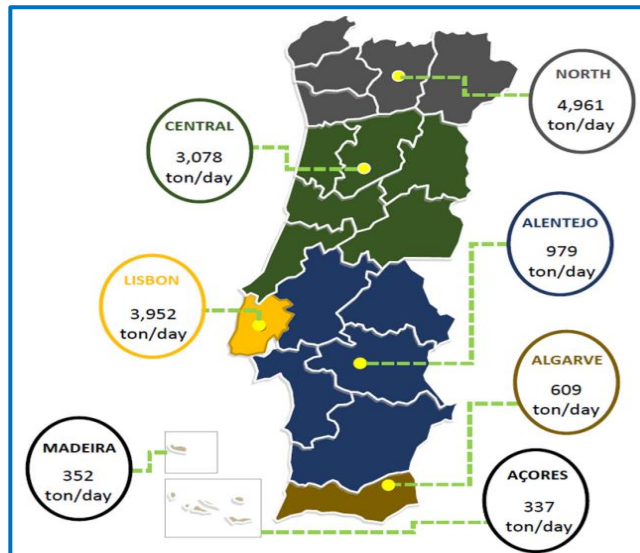 NORTH
4,961
ton/day
CENTRAL
3,078
ton/day
ALENTEJO
979
ton/day
LISBON
3,952
ton/day
ALGARVE
609
ton/day
MADEIRA
352
ton/day
AÇORES
337
ton/day